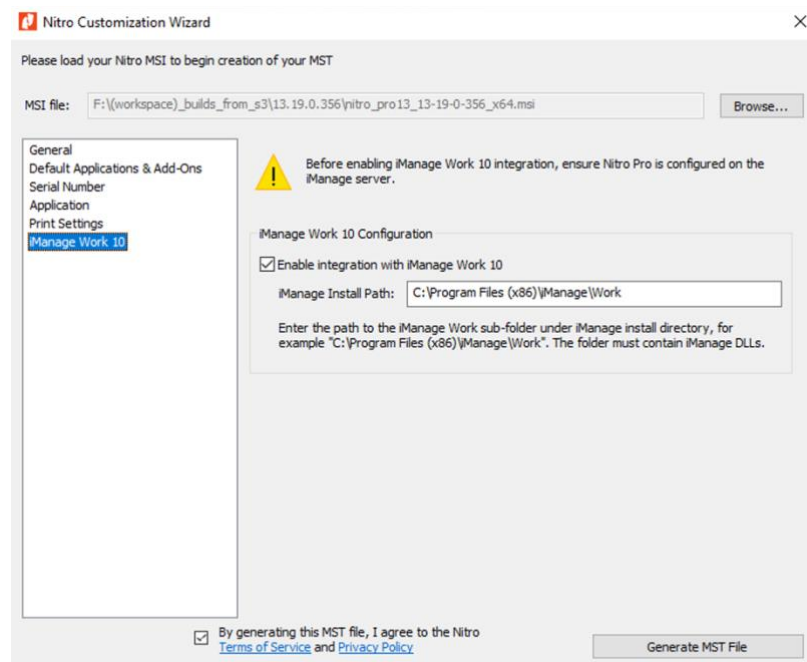 Nitro Customization Wizard
Please load your Nitro MSI to begin creation of your MST
MSI file: F:\(workspace)_builds_from_s3\13.19.0.356\nitro_pro13_13-19-0-356_x64.msi Browse...
General
Default Applications & Add-Ons
Serial Number
Application
Print Settings
iManage Work 10
Before enabling iManage Work 10 integration, ensure Nitro Pro is configured on the
iManage server.
iManage Work 10 Configuration
Enable integration with iManage Work 10
iManage Install Path: C:\Program Files (x86)\iManage\Work
Enter the path to the iManage Work sub-folder under iManage install directory, for
example "C:\Program Files (x86)\iManage\Work". The folder must contain iManage DLLs.
By generating this MST file, I agree to the Nitro
Terms of Service and Privacy Policy
Generate MST File